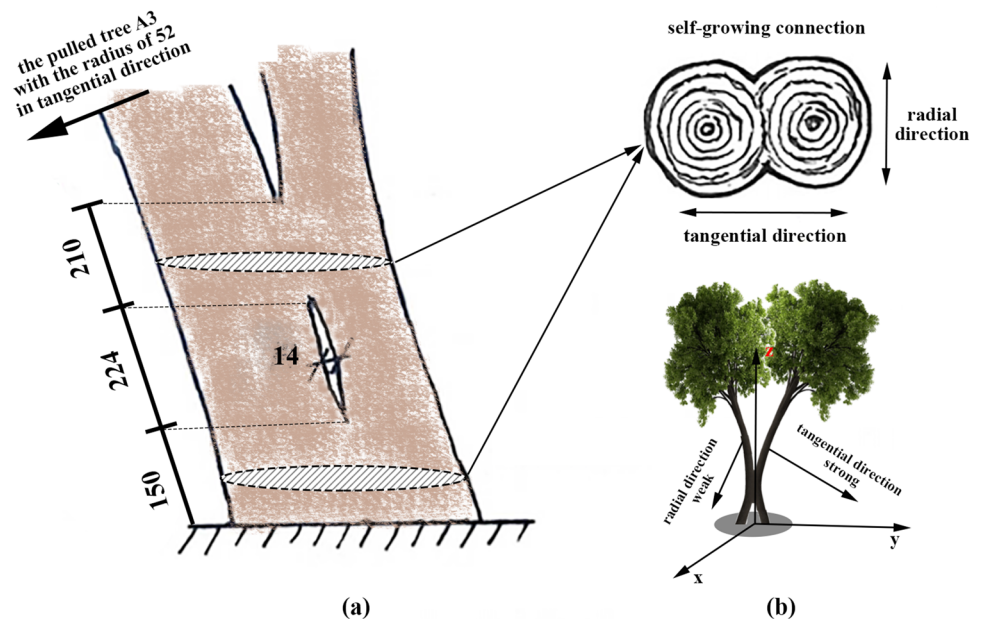 the pulled tree A3
with the radius of 52
in tangential direction
210
224
150
14
(a)
self-growing connection
radial
direction
tangential direction
radial direction
weak
tangential direction
strong
x
y
(b)